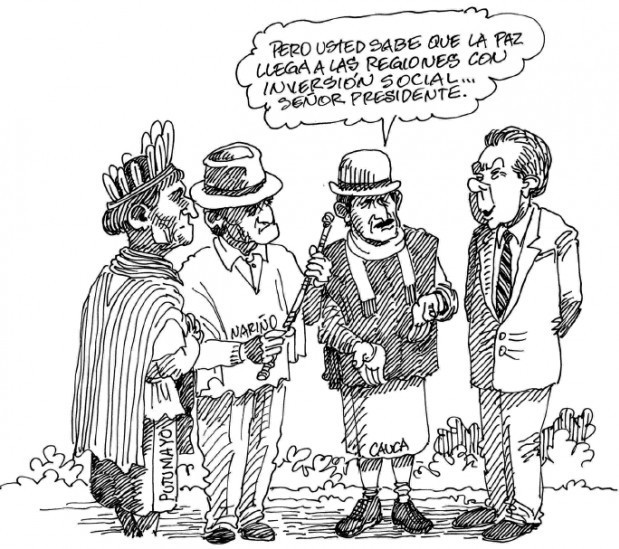 PERO USTED SABE QUE LA PAZ
LLEGA A LAS REGIONES CON
INVERSIÓN SOCIAL...
SEÑOR PRESIDENTE.
NARIÑO
PUTUMAYO
CAUCA